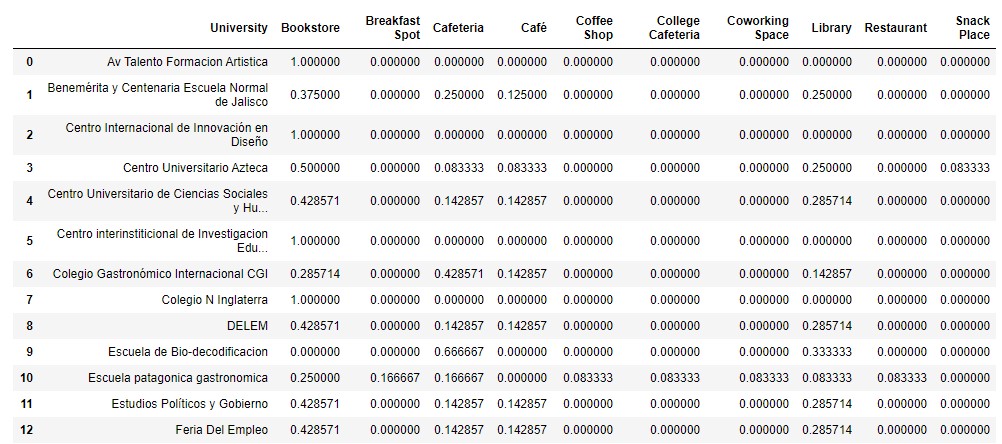 University Bookstore Breakfast Spot Cafeteria Café Coffee Shop College Cafeteria Coworking Space Library Restaurant Snack Place
0 Av Talento Formacion Artistica 1.000000 0.000000 0.000000 0.000000 0.000000 0.000000 0.000000 0.000000 0.000000 0.000000
1 Benemérita y Centenaria Escuela Normal de Jalisco 0.375000 0.000000 0.250000 0.125000 0.000000 0.000000 0.000000 0.250000 0.000000 0.000000
2 Centro Internacional de Innovación en Diseño 1.000000 0.000000 0.000000 0.000000 0.000000 0.000000 0.000000 0.000000 0.000000 0.000000
3 Centro Universitario Azteca 0.500000 0.000000 0.083333 0.083333 0.000000 0.000000 0.000000 0.250000 0.000000 0.083333
4 Centro Universitario de Ciencias Sociales y Hu... 0.428571 0.000000 0.142857 0.142857 0.000000 0.000000 0.000000 0.285714 0.000000 0.000000
5 Centro interinstiticional de Investigacion Edu... 1.000000 0.000000 0.000000 0.000000 0.000000 0.000000 0.000000 0.000000 0.000000 0.000000
6 Colegio Gastronómico Internacional CGI 0.285714 0.000000 0.428571 0.142857 0.000000 0.000000 0.000000 0.142857 0.000000 0.000000
7 Colegio N Inglaterra 1.000000 0.000000 0.000000 0.000000 0.000000 0.000000 0.000000 0.000000 0.000000 0.000000
8 DELEM 0.428571 0.000000 0.142857 0.142857 0.000000 0.000000 0.000000 0.285714 0.000000 0.000000
9 Escuela de Bio-decodificacion 0.000000 0.000000 0.666667 0.000000 0.000000 0.000000 0.000000 0.333333 0.000000 0.000000
10 Escuela patagonica gastronomica 0.250000 0.166667 0.166667 0.000000 0.083333 0.083333 0.083333 0.083333 0.083333 0.000000
11 Estudios Políticos y Gobierno 0.428571 0.000000 0.142857 0.142857 0.000000 0.000000 0.000000 0.285714 0.000000 0.000000
12 Feria Del Empleo 0.428571 0.000000 0.142857 0.142857 0.000000 0.000000 0.000000 0.285714 0.000000 0.000000